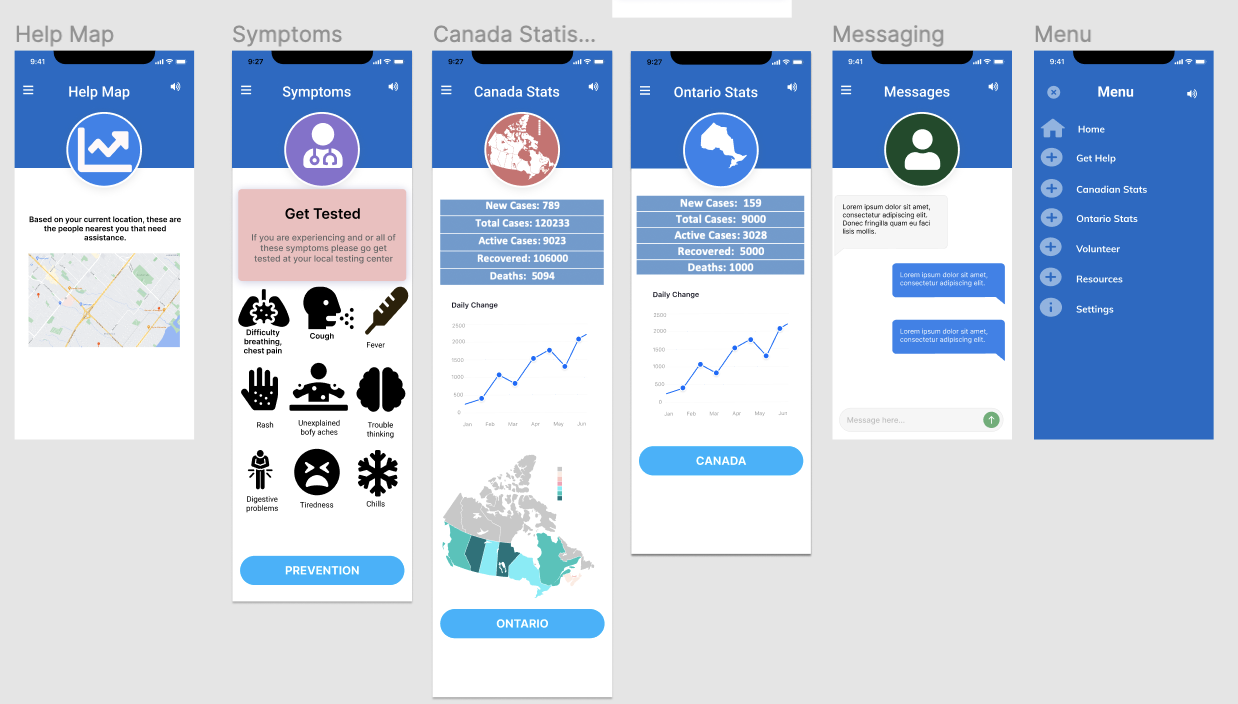 Help Map
9:41
Help Map
Based on your current location, these are
the people nearest you that need
assistance.
Symptoms
9:27
Symptoms
Get Tested
If you are experiencing and or all of
these symptoms please go get
tested at your local testing center
Difficulty
breathing,
chest pain
Cough
Fever
Rash
Unexplained
bofy aches
Trouble
thinking
Digestive
problems
Tiredness
Chills
PREVENTION
Canada Statis...
9:27
Canada Stats
New Cases: 789
Total Cases: 120233
Active Cases: 9023
Recovered: 106000
Deaths: 5094
Daily Change
2500
2000
1500
1000
500
0
Jan Feb Mar Apr May Jun
ONTARIO
9:27
Ontario Stats
New Cases: 159
Total Cases: 9000
Active Cases: 3028
Recovered: 5000
Deaths: 1000
Daily Change
2500
2000
1500
1000
500
0
Jan Feb Mar Apr May Jun
CANADA
Messaging
9:41
Messages
Lorem ipsum dolor sit amet,
consectetur adipiscing elit.
Donec fringilla quam eu faci
lisis mollis.
Lorem ipsum dolor sit amet,
consectetur adipiscing elit.
Lorem ipsum dolor sit amet,
consectetur adipiscing elit.
Message here...
Menu
9:41
Menu
Home
Get Help
Canadian Stats
Ontario Stats
Volunteer
Resources
Settings